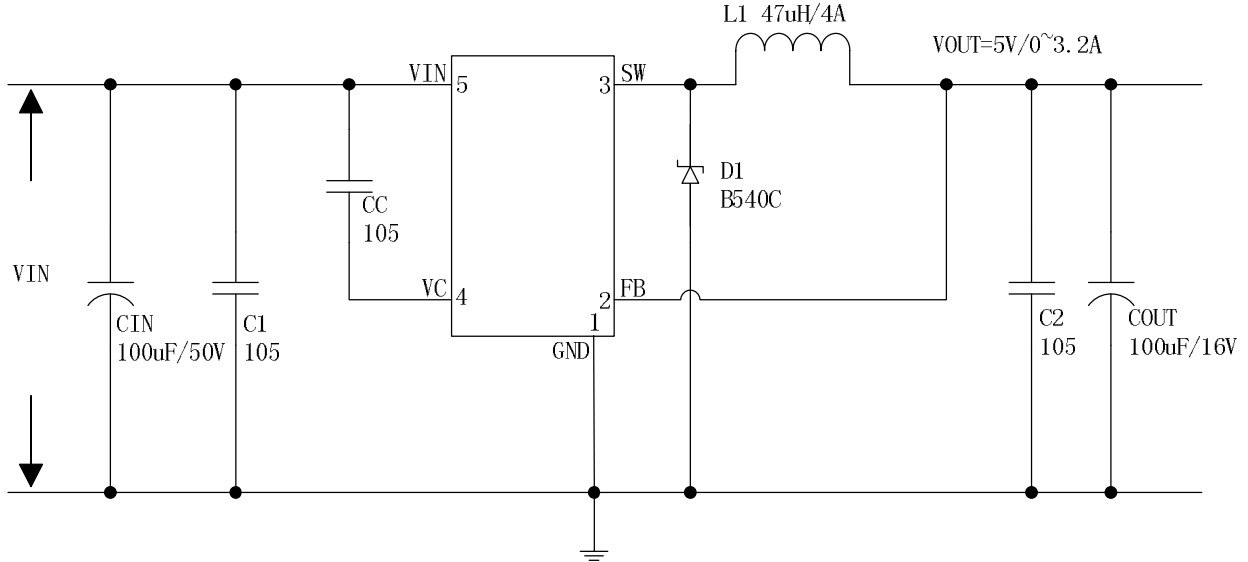 L1 47uH/4A
VOUT=5V/0~3.2A
VIN
5
3
SW
D1
B540C
CC
105
VIN
VC
4
2
FB
1
GND
CIN
100uF/50V
C1
105
C2
105
COUT
100uF/16V